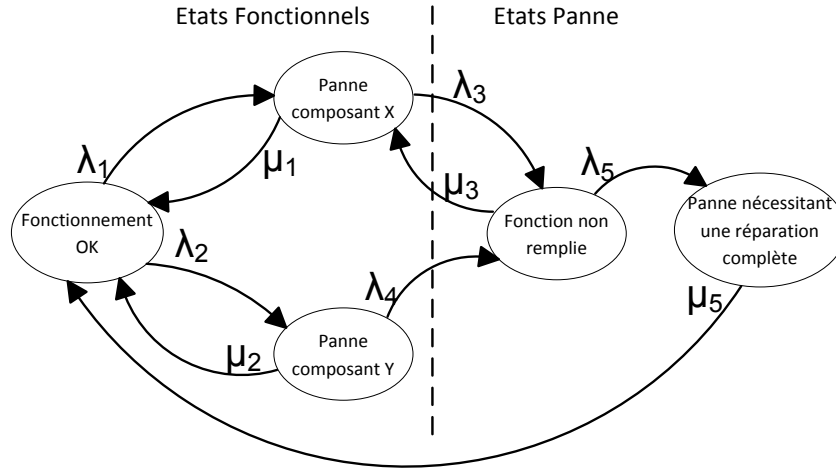 Etats Fonctionnels
Etats Panne
Panne
composant X
λ3
λ1
μ1
μ3
λ5
Fonctionnement
OK
Fonction non
remplie
Panne nécessitant
une réparation
complète
λ2
λ4
μ5
μ2
Panne
composant Y